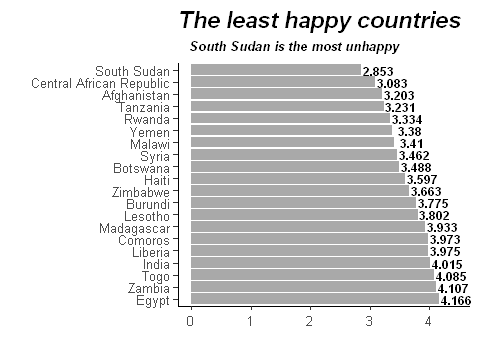 The least happy countries
South Sudan is the most unhappy
South Sudan 2.853
Central African Republic 3.083
Afghanistan 3.203
Tanzania 3.231
Rwanda 3.334
Yemen 3.38
Malawi 3.41
Syria 3.462
Botswana 3.488
Haiti 3.597
Zimbabwe 3.663
Burundi 3.775
Lesotho 3.802
Madagascar 3.933
Comoros 3.973
Liberia 3.975
India 4.015
Togo 4.085
Zambia 4.107
Egypt 4.166
0 1 2 3 4